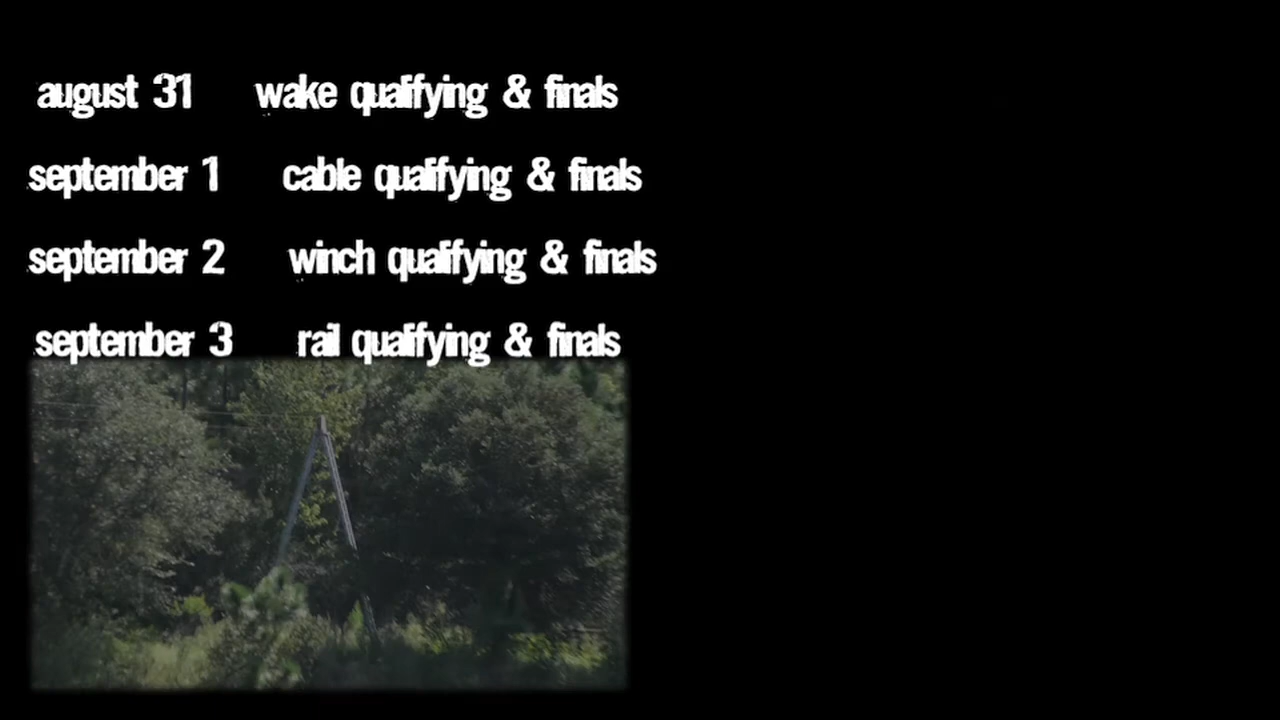 august 31 wake qualifying & finals
september 1 cable qualifying & finals
september 2 winch qualifying & finals
september 3 rail qualifying & finals